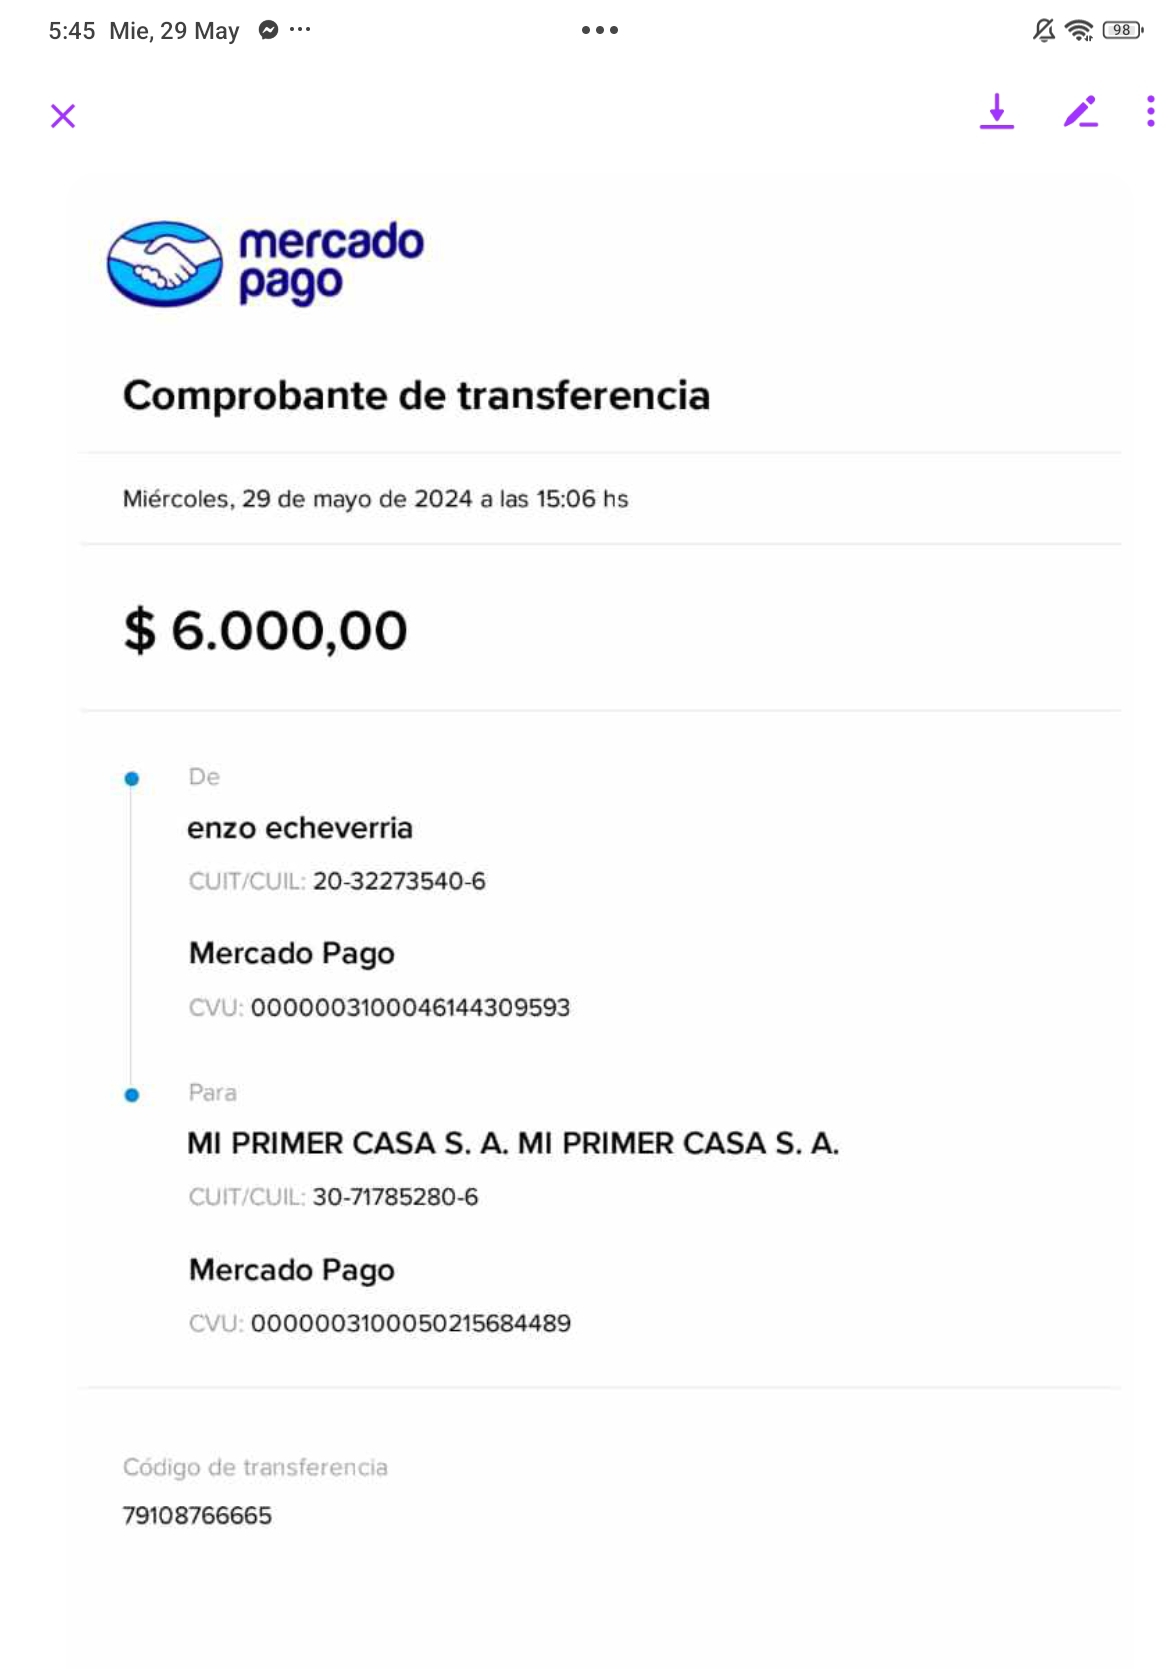 5:45 Mie, 29 May
98
mercado
pago
Comprobante de transferencia
Miércoles, 29 de mayo de 2024 a las 15:06 hs
$ 6.000,00
De
enzo echeverria
CUIT/CUIL: 20-32273540-6
Mercado Pago
CVU: 0000003100046144309593
Para
MI PRIMER CASA S. A. MI PRIMER CASA S. A.
CUIT/CUIL: 30-71785280-6
Mercado Pago
CVU: 0000003100050215684489
Código de transferencia
79108766665